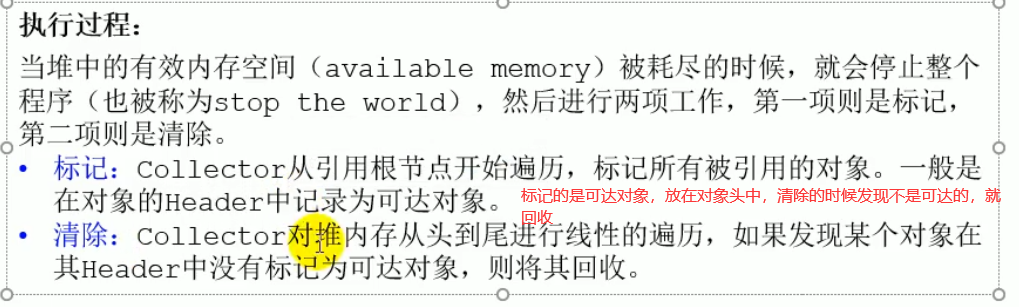 执行过程：
当堆中的有效内存空间（available memory）被耗尽的时候，就会停止整个
程序（也被称为stop the world），然后进行两项工作，第一项则是标记，
第二项则是清除。
• 标记：Collector从引用根节点开始遍历，标记所有被引用的对象。一般是
在对象的Header中记录为可达对象。
标记的是可达对象，放在对象头中，清除的时候发现不是可达的，就
回收
• 清除：Collector对堆内存从头到尾进行线性的遍历，如果发现某个对象在
其Header中没有标记为可达对象，则将其回收。